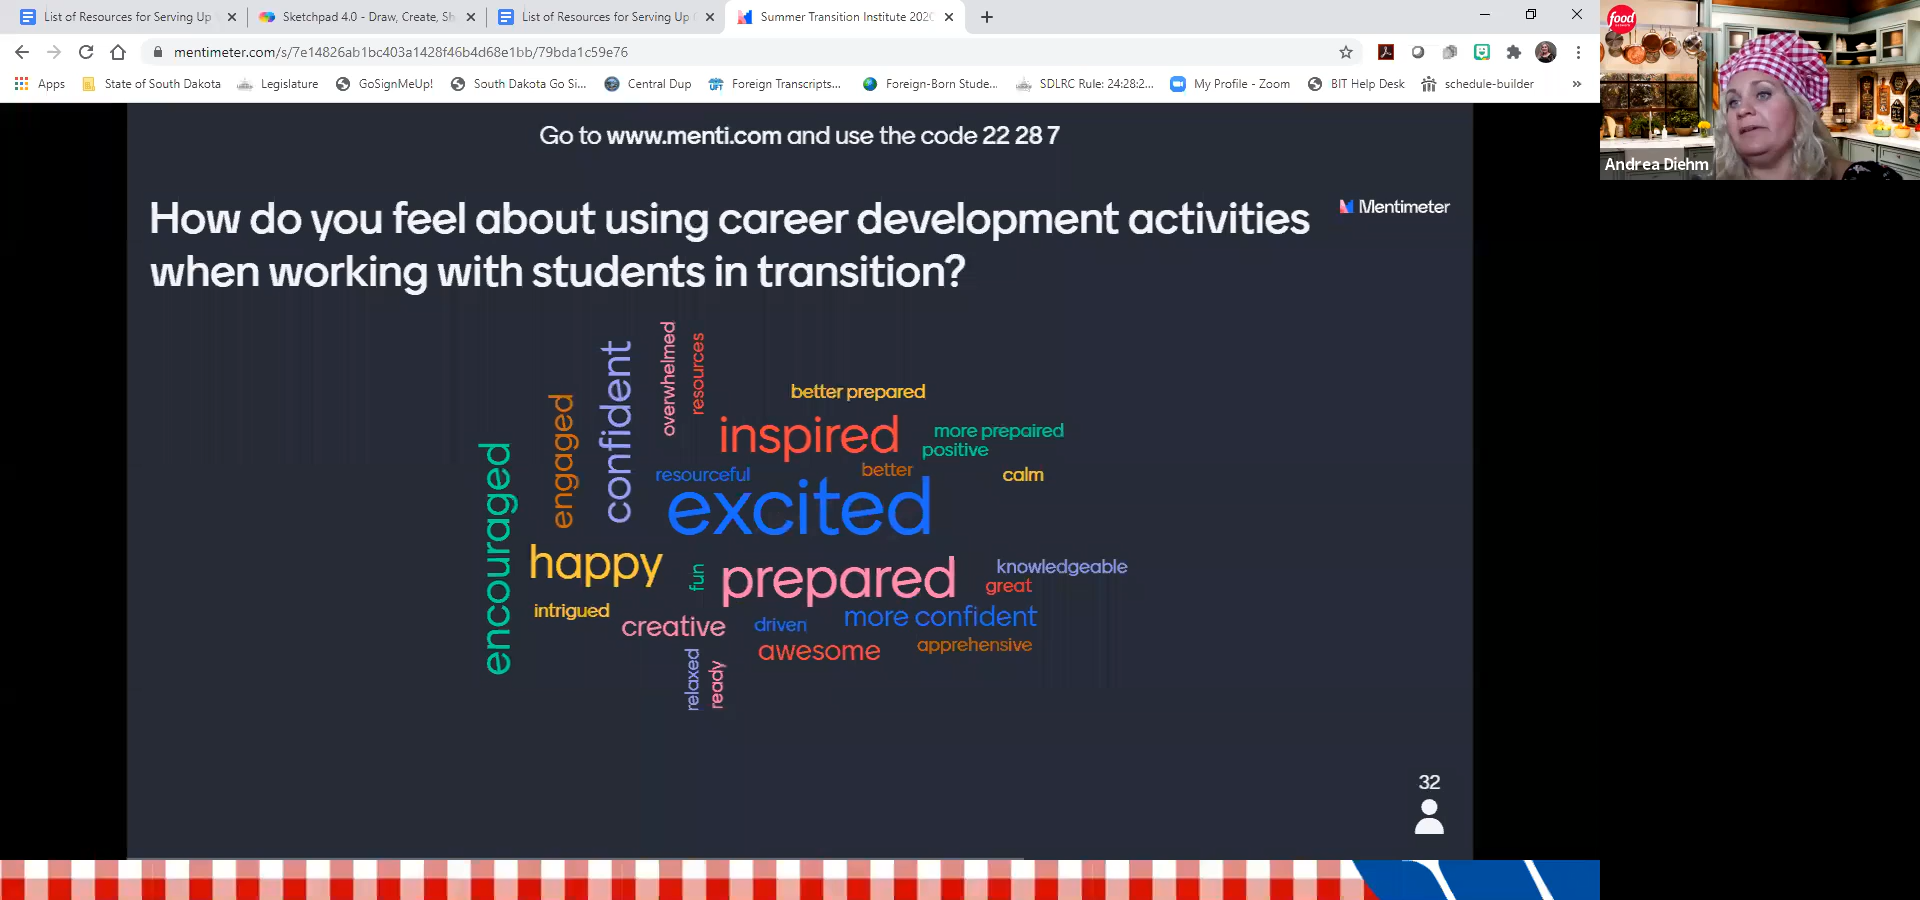 List of Resources for Serving Up
Sketchpad 4.0 - Draw, Create, Sh
List of Resources for Serving Up
Summer Transition Institute 2020
mentimeter.com/s/7e14826ab1bc403a1428f46b4d68e1bb/79bda1c59e76
Apps
State of South Dakota
Legislature
GoSignMeUp!
South Dakota Go Si...
Central Dup
Foreign Transcripts...
Foreign-Born Stude...
SDLRC Rule: 24:28:2...
My Profile - Zoom
BIT Help Desk
schedule-builder
»
food
Andrea Diehm
Go to www.menti.com and use the code 22 28 7
How do you feel about using career development activities
when working with students in transition?
Mentimeter
overwhelmed
resources
confident
better prepared
engaged
inspired
more prepaired
positive
encouraged
resourceful
better
calm
excited
happy
fun
prepared
knowledgeable
great
intrigued
creative
driven
more confident
awesome
apprehensive
relaxed
ready
32